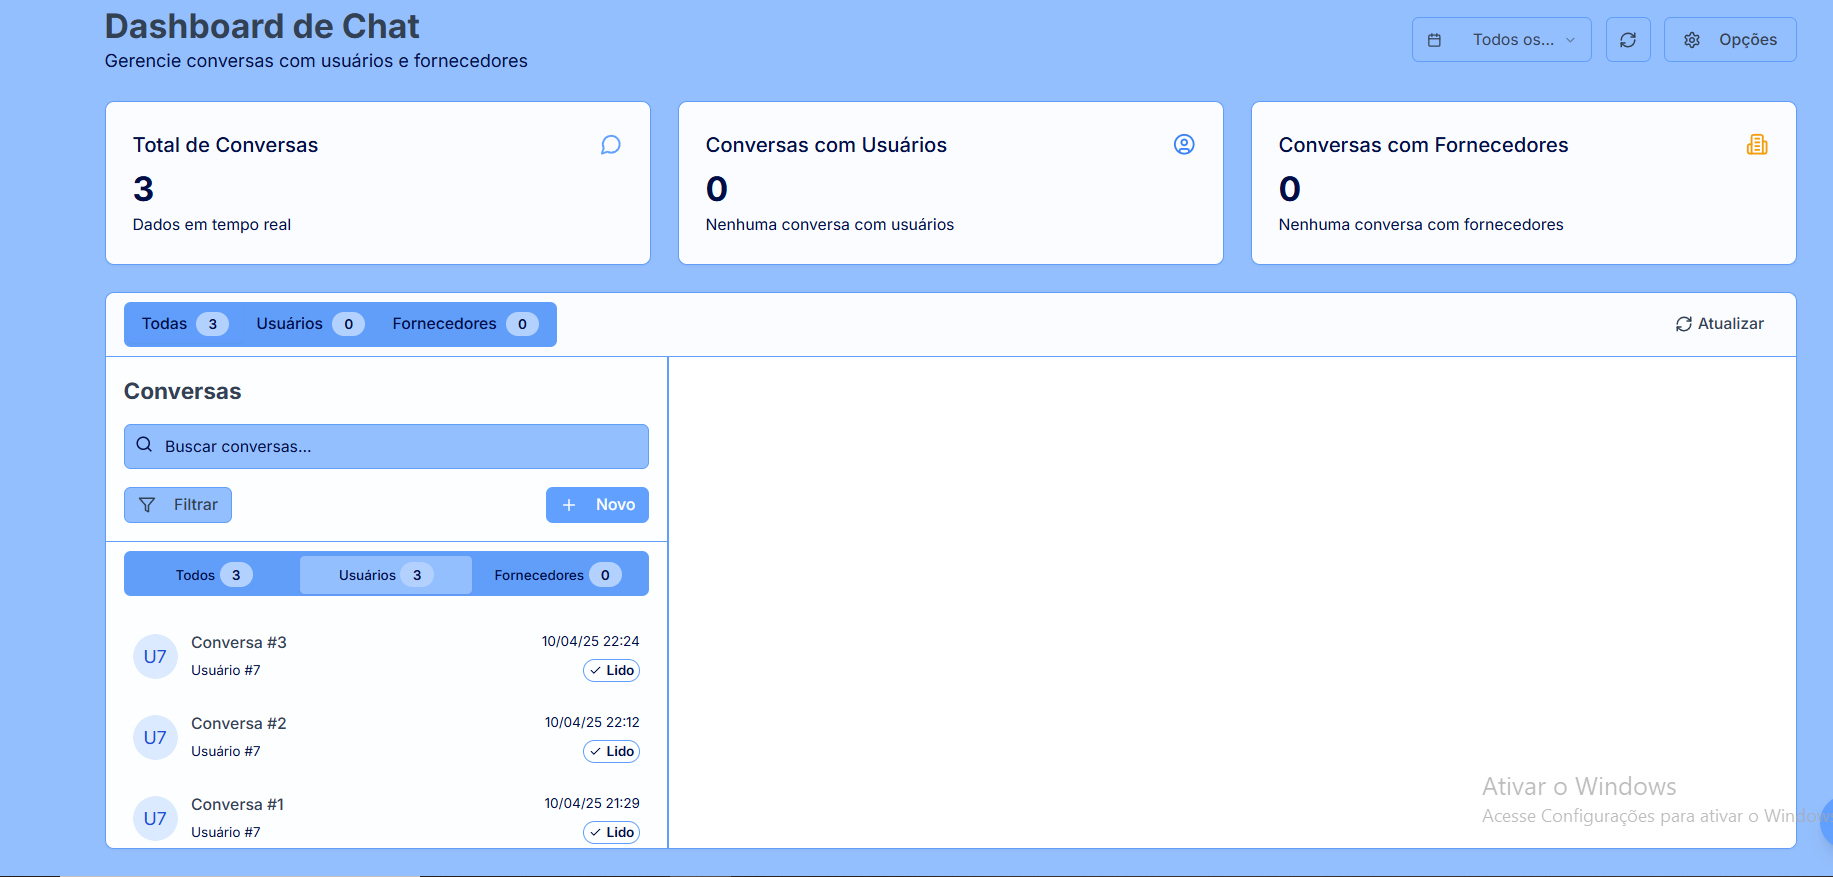 Dashboard de Chat
Gerencie conversas com usuários e fornecedores
Todos os...
Opções
Total de Conversas
3
Dados em tempo real
Conversas com Usuários
0
Nenhuma conversa com usuários
Conversas com Fornecedores
0
Nenhuma conversa com fornecedores
Todas 3 Usuários 0 Fornecedores 0
Atualizar
Conversas
Buscar conversas...
Filtrar
Novo
Todos 3 Usuários 3 Fornecedores 0
U7
Conversa #3
10/04/25 22:24
Usuário #7
Lido
U7
Conversa #2
10/04/25 22:12
Usuário #7
Lido
U7
Conversa #1
10/04/25 21:29
Usuário #7
Lido
Ativar o Windows
Acesse Configurações para ativar o Windows